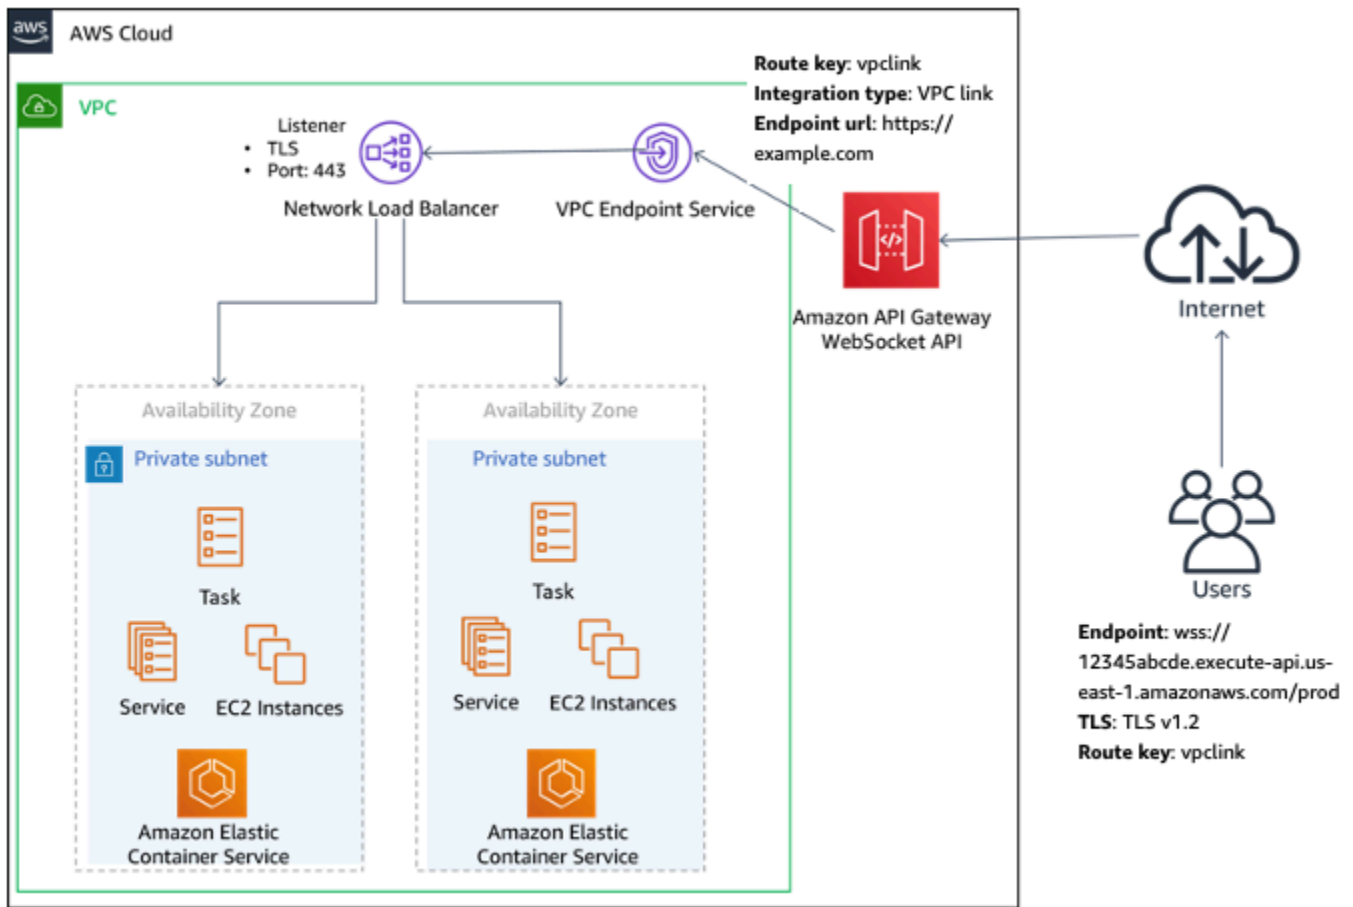 aws
AWS Cloud
VPC
Listener
• TLS
• Port: 443
Network Load Balancer
VPC Endpoint Service
Route key: vpclink
Integration type: VPC link
Endpoint url: https://
example.com
Amazon API Gateway
WebSocket API
Internet
Users
Endpoint: wss://
12345abcde.execute-api.us-
east-1.amazonaws.com/prod
TLS: TLS v1.2
Route key: vpclink
Availability Zone
Private subnet
Task
Service
EC2 Instances
Amazon Elastic
Container Service
Availability Zone
Private subnet
Task
Service
EC2 Instances
Amazon Elastic
Container Service